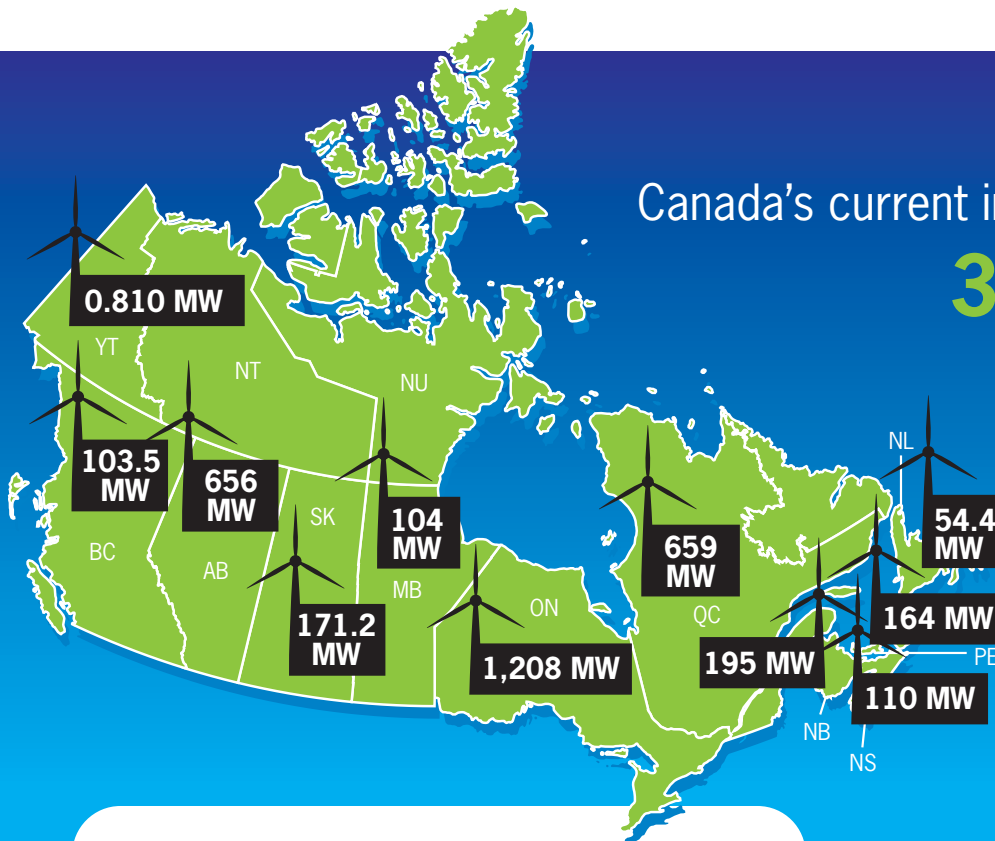 Canada's current in
3
0.810 MW
YT
NT
NU
103.5
MW
656
MW
SK
104
MW
NL
54.4
MW
BC
AB
MB
171.2
MW
ON
1,208 MW
659
MW
QC
164 MW
195 MW
PE
110 MW
NB
NS